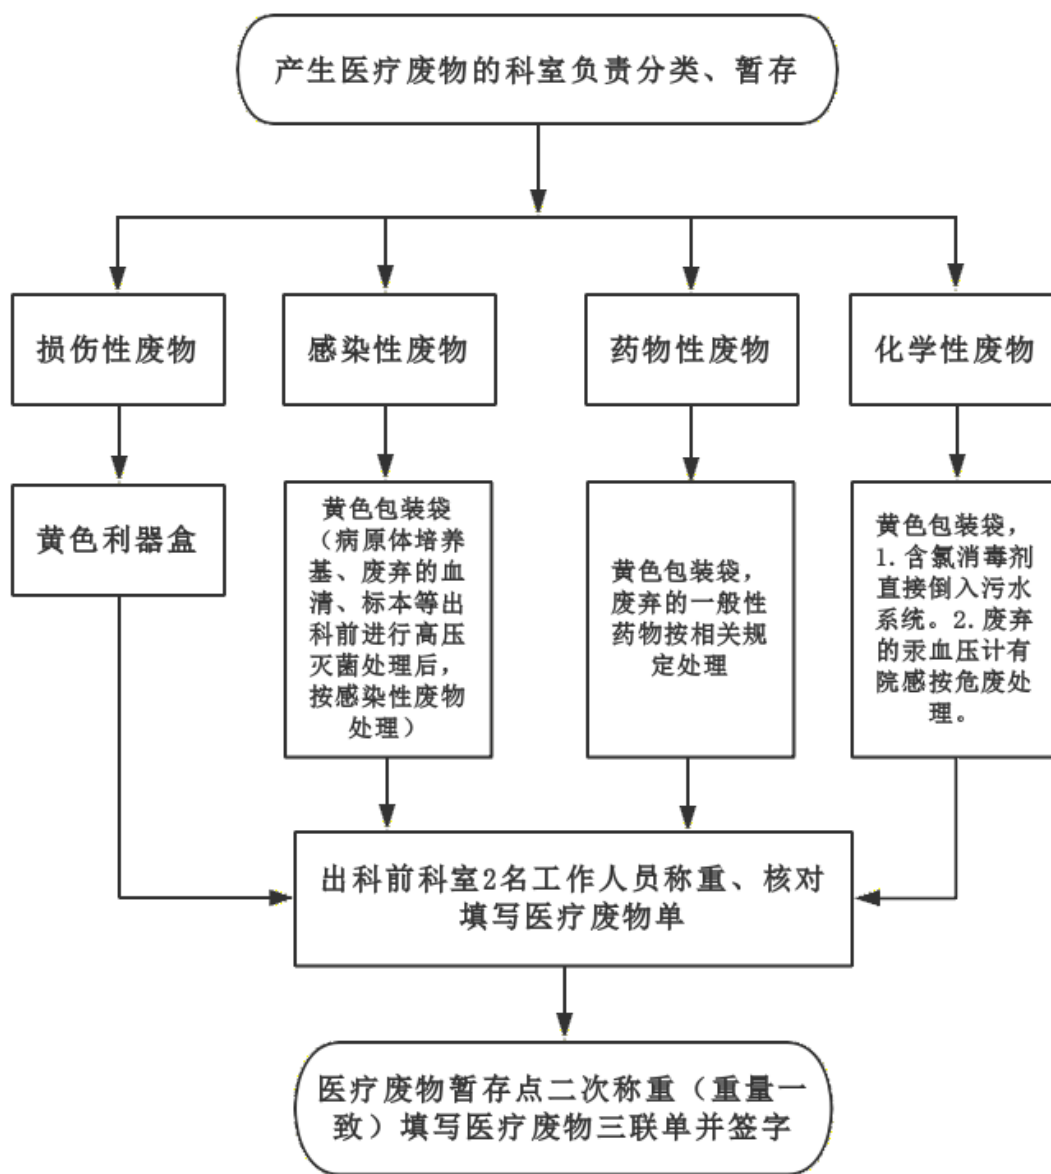 产生医疗废物的科室负责分类、暂存
损伤性废物
感染性废物
药物性废物
化学性废物
黄色利器盒
黄色包装袋
（病原体培养
基、废弃的血
清、标本等出
科前进行高压
灭菌处理后，
按感染性废物
处理）
黄色包装袋，
废弃的一般性
药物按相关规
定处理
黄色包装袋，
1.含氯消毒剂
直接倒入污水
系统。2.废弃
的汞血压计有
院感按危废处
理。
出科前科室2名工作人员称重、核对
填写医疗废物单
医疗废物暂存点二次称重（重量一
致）填写医疗废物三联单并签字